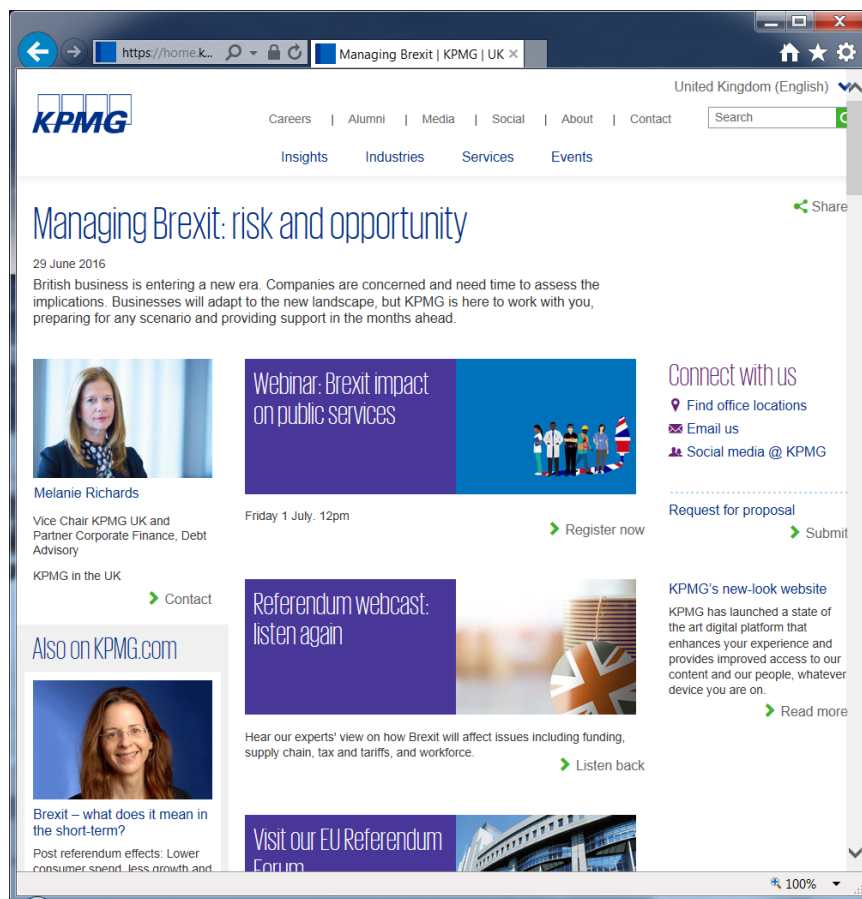 https://home.k...
Managing Brexit | KPMG | UK
United Kingdom (English)
KPMG
Careers | Alumni | Media | Social | About | Contact
Search
Insights Industries Services Events
Managing Brexit: risk and opportunity
Share
29 June 2016
British business is entering a new era. Companies are concerned and need time to assess the
implications. Businesses will adapt to the new landscape, but KPMG is here to work with you,
preparing for any scenario and providing support in the months ahead.
Melanie Richards
Vice Chair KPMG UK and
Partner Corporate Finance, Debt
Advisory
KPMG in the UK
Contact
Also on KPMG.com
Brexit – what does it mean in
the short-term?
Post referendum effects: Lower
consumer spend, less growth and
Webinar: Brexit impact
on public services
Friday 1 July. 12pm
Register now
Referendum webcast:
listen again
Hear our experts' view on how Brexit will affect issues including funding,
supply chain, tax and tariffs, and workforce.
Listen back
Visit our EU Referendum
Forum
Connect with us
Find office locations
Email us
Social media @ KPMG
Request for proposal
Submit
KPMG's new-look website
KPMG has launched a state of
the art digital platform that
enhances your experience and
provides improved access to our
content and our people, whatever
device you are on.
Read more
100%